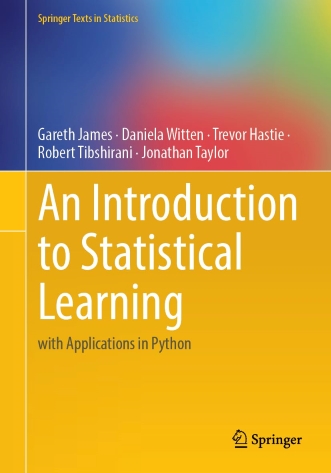 Springer Texts in Statistics
Gareth James · Daniela Witten · Trevor Hastie ·
Robert Tibshirani · Jonathan Taylor
An Introduction
to Statistical
Learning
with Applications in Python
Springer